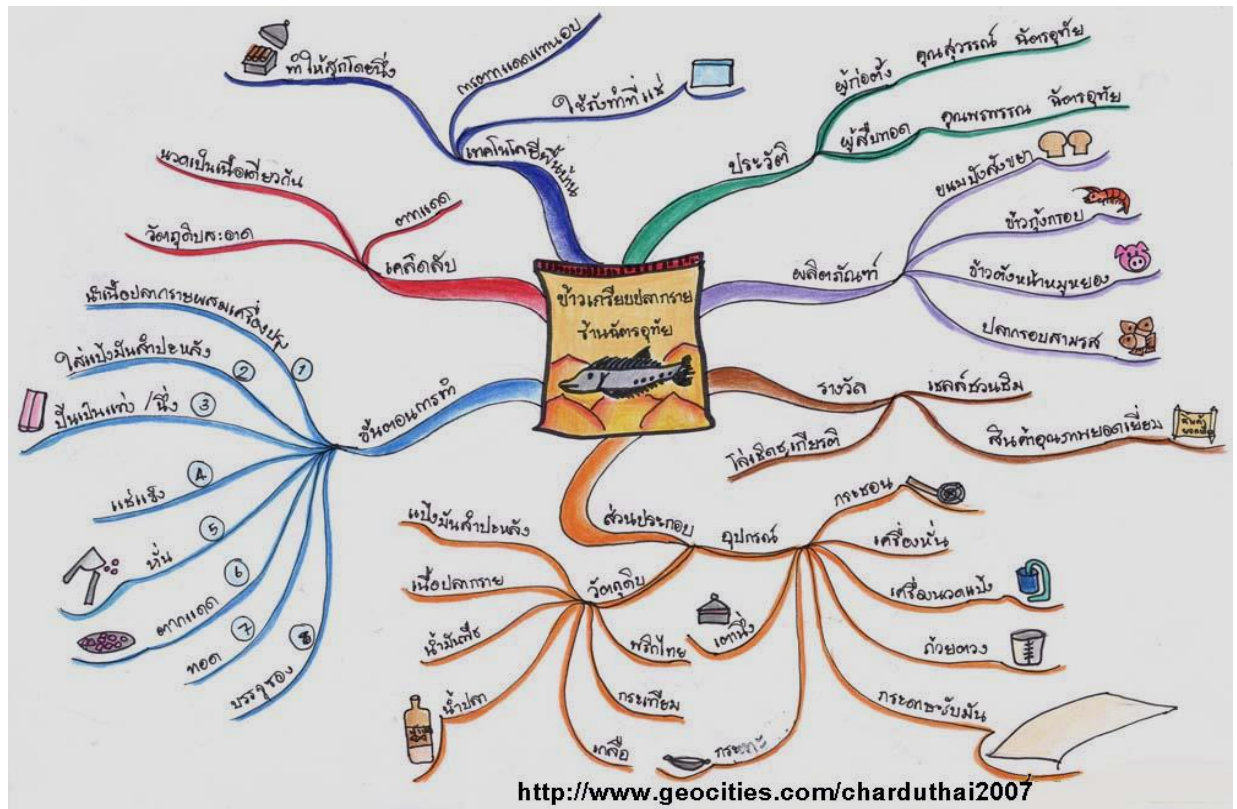 ข้าวเกรียบปลากราย
ร้านฉัตรอุทัย
ประวัติ
ผู้ก่อตั้ง
คุณสุวรรณ์ ฉัตรอุทัย
ผู้สืบทอด
คุณพรพรรณ ฉัตรอุทัย
ผลิตภัณฑ์
ขนมปังสังขยา
ข้าวกุ้งกรอบ
ข้าวตังหน้าหมูหยอง
ปลากรอบสามรส
รางวัล
เชลล์ชวนชิม
สินค้าคุณภาพยอดเยี่ยม
โล่เชิดชูเกียรติ
ส่วนประกอบ
อุปกรณ์
กระชอน
เครื่องหั่น
เครื่องนวดแป้ง
ถ้วยตวง
กระดาษซับมัน
กระทะ
เตานึ่ง
วัตถุดิบ
แป้งมันสำปะหลัง
เนื้อปลากราย
น้ำมันพืช
น้ำปลา
เกลือ
กระเทียม
พริกไทย
ขั้นตอนการทำ
นำเนื้อปลากรายผสมเครื่องปรุง 1
ใส่แป้งมันสำปะหลัง 2
ปั้นเป็นแท่ง /นึ่ง 3
แช่แข็ง 4
หั่น 5
ตากแดด 6
ทอด 7
บรรจุซอง 8
เคล็ดลับ
นวดเป็นเนื้อเดียวกัน
วัตถุดิบสะอาด
ตากแดด
เทคโนโลยีพื้นบ้าน
ทำให้สุกโดยนึ่ง
การตากแดดแทนอบ
ใช้ถังทำที่แช่
http://www.geocities.com/charduthai2007